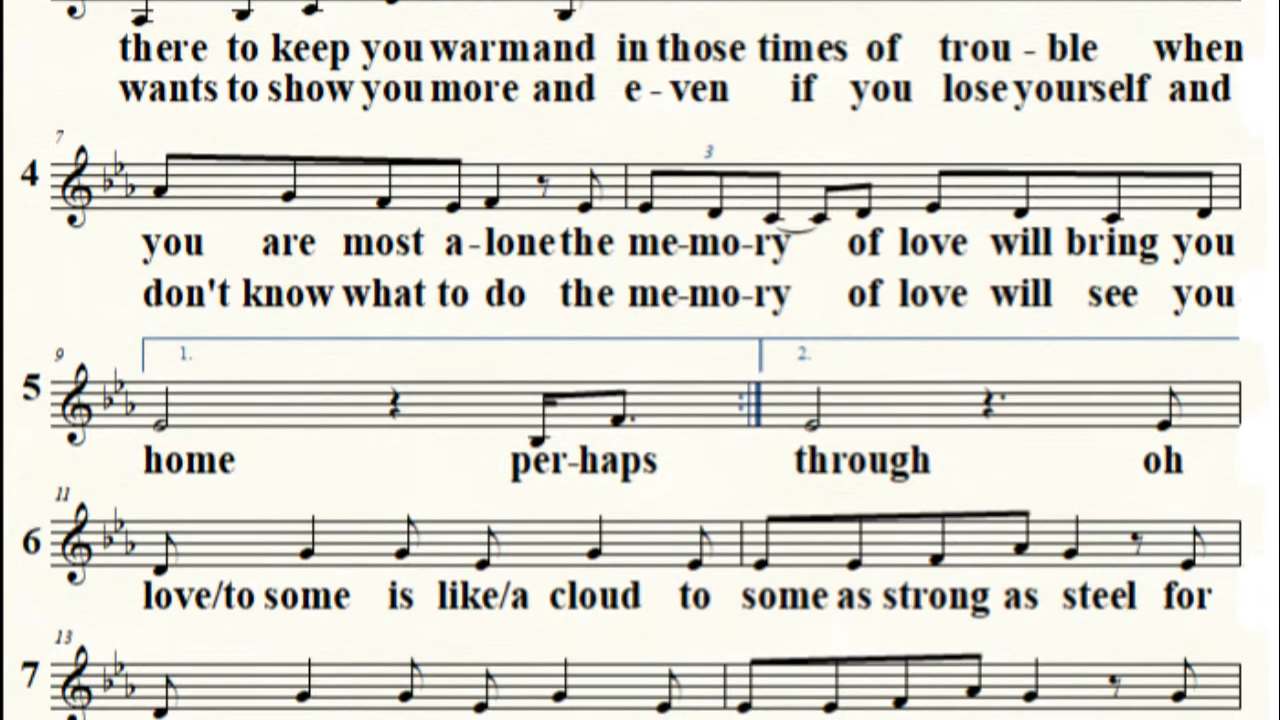 there to keep you warm and in those times of trou - ble when
wants to show you more and e - ven if you lose yourself and
7
4
3
you are most a - lone the me-mo-ry of love will bring you
don't know what to do the me-mo-ry of love will see you
9
1. 2.
5
home per-haps through oh
11
6
love/to some is like/a cloud to some as strong as steel for
13
7